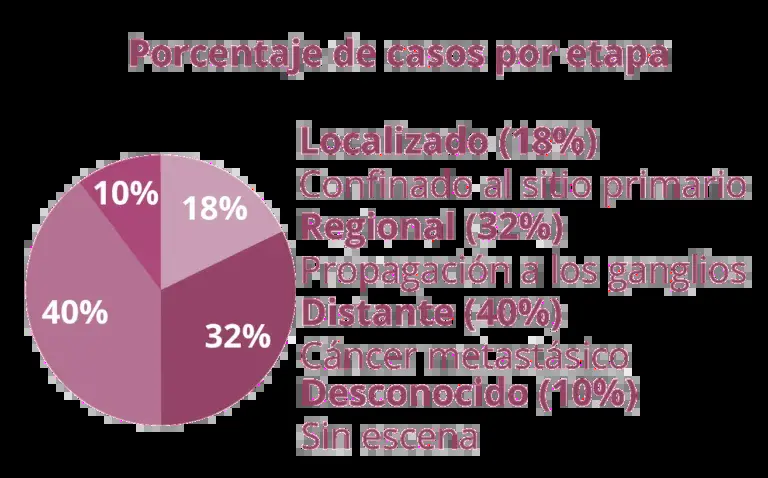 Porcentaje de casos por etapa
Localizado (18%)
Confinado al sitio primario
Regional (32%)
Propagación a los ganglios
Distante (40%)
Cáncer metastásico
Desconocido (10%)
Sin escena
10%
18%
40%
32%